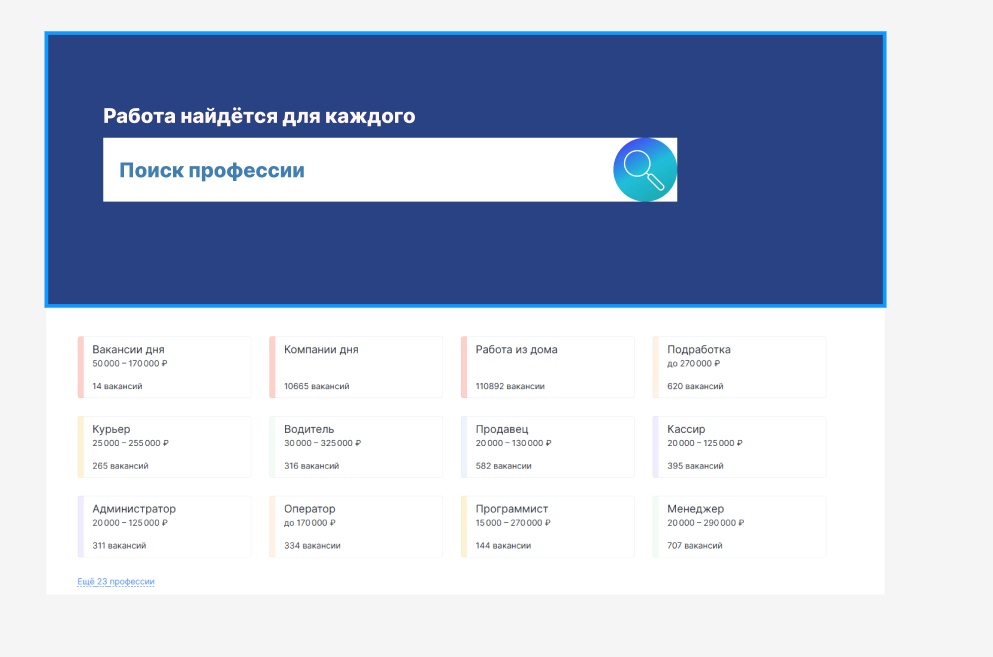 Работа найдётся для каждого
Поиск профессии
Вакансии дня
50 000 – 170 000 ₽
14 вакансий
Компании дня
10665 вакансий
Работа из дома
110892 вакансии
Подработка
до 270 000 ₽
620 вакансий
Курьер
25 000 – 255 000 ₽
265 вакансий
Водитель
30 000 – 325 000 ₽
316 вакансий
Продавец
20 000 – 130 000 ₽
582 вакансии
Кассир
20 000 – 125 000 ₽
395 вакансий
Администратор
20 000 – 125 000 ₽
311 вакансий
Оператор
до 170 000 ₽
334 вакансии
Программист
15 000 – 270 000 ₽
144 вакансии
Менеджер
20 000 – 290 000 ₽
707 вакансий
Ещё 23 профессии